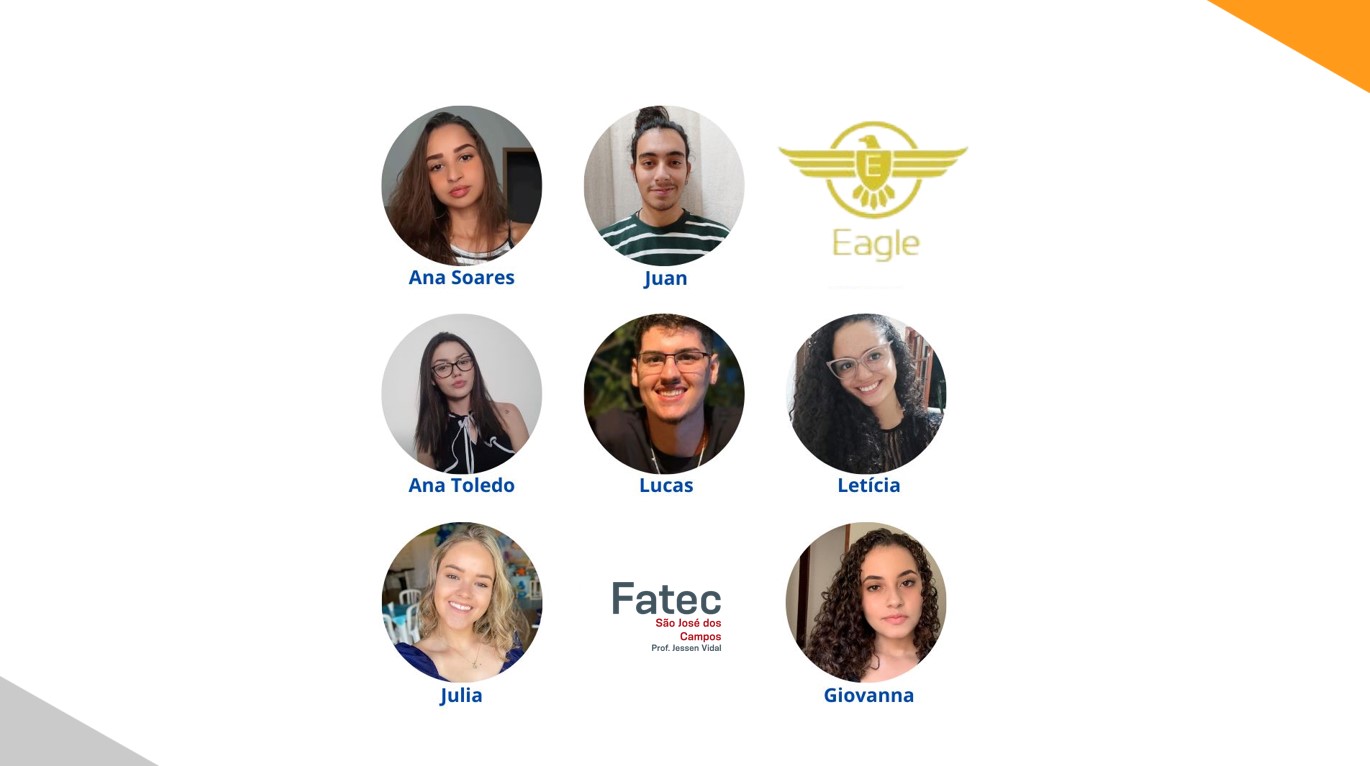 Ana Soares
Juan
E
Eagle
Ana Toledo
Lucas
Letícia
Julia
Fatec
São José dos
Campos
Prof. Jessen Vidal
Giovanna